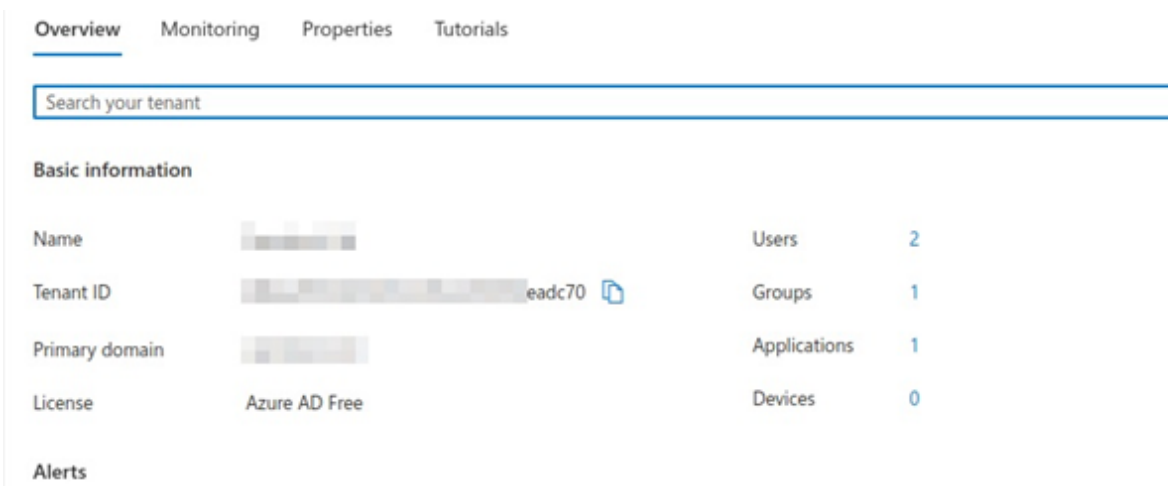 Overview Monitoring Properties Tutorials
Search your tenant
Basic information
Name
Users 2
Tenant ID eadc70
Groups 1
Primary domain
Applications 1
License Azure AD Free
Devices 0
Alerts